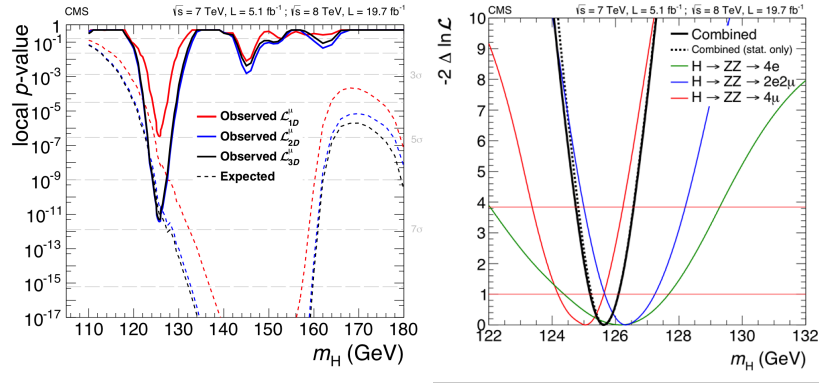 CMS √s = 7 TeV, L = 5.1 fb⁻¹ ; √s = 8 TeV, L = 19.7 fb⁻¹
local p-value
1
10⁻¹
10⁻³
10⁻⁵
10⁻⁷
10⁻⁹
10⁻¹¹
10⁻¹³
10⁻¹⁵
10⁻¹⁷
3σ
5σ
7σ
Observed ℒ^μ_1D
Observed ℒ^μ_2D
Observed ℒ^μ_3D
Expected
110 120 130 140 150 160 170 180
m_H (GeV)
CMS √s = 7 TeV, L = 5.1 fb⁻¹ ; √s = 8 TeV, L = 19.7 fb⁻¹
-2 Δ ln ℒ
10
9
8
7
6
5
4
3
2
1
0
Combined
Combined (stat. only)
H → ZZ → 4e
H → ZZ → 2e2μ
H → ZZ → 4μ
122 124 126 128 130 132
m_H (GeV)